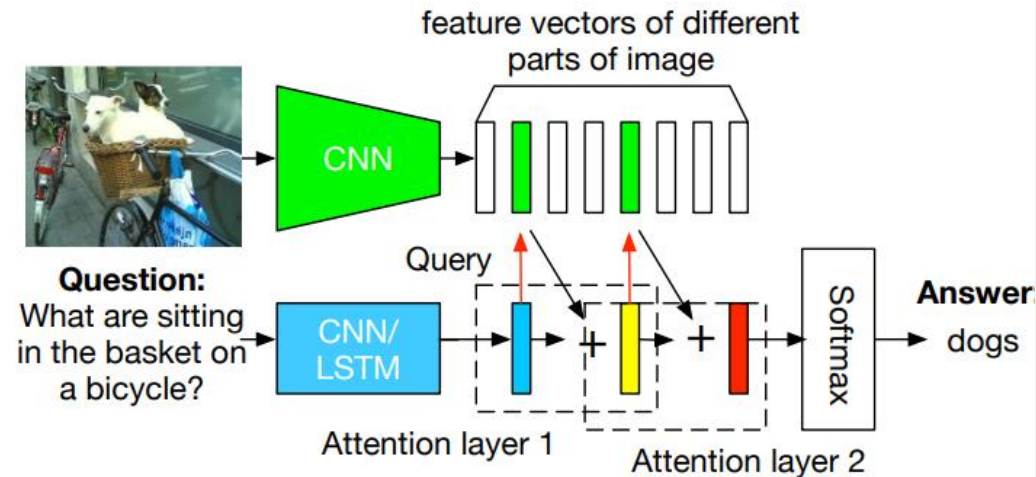 feature vectors of different
parts of image
CNN
Query
Question:
What are sitting
in the basket on
a bicycle?
CNN/
LSTM
+
+
Softmax
Answer:
dogs
Attention layer 1
Attention layer 2